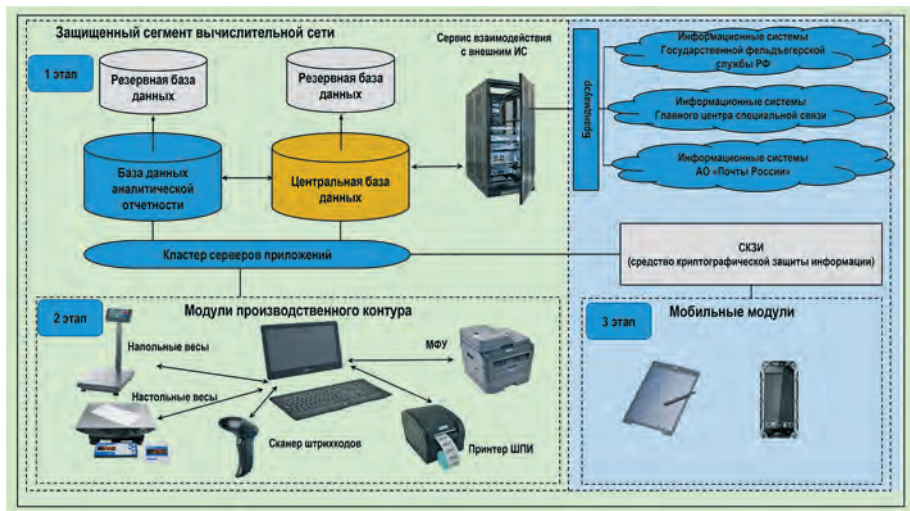 Защищенный сегмент вычислительной сети
1 этап
Резервная база
данных
Резервная база
данных
Сервис взаимодействия
с внешним ИС
База данных
аналитической
отчетности
Центральная база
данных
Кластер серверов приложений
Брендмауер
Информационные системы
Государственной фельдъегерской
службы РФ
Информационные системы
Главного центра специальной связи
Информационные системы
АО «Почты России»
СКЗИ
(средство криптографической защиты информации)
2 этап
Модули производственного контура
Напольные весы
Настольные весы
Сканер штрихкодов
МФУ
Принтер ШПИ
3 этап
Мобильные модули